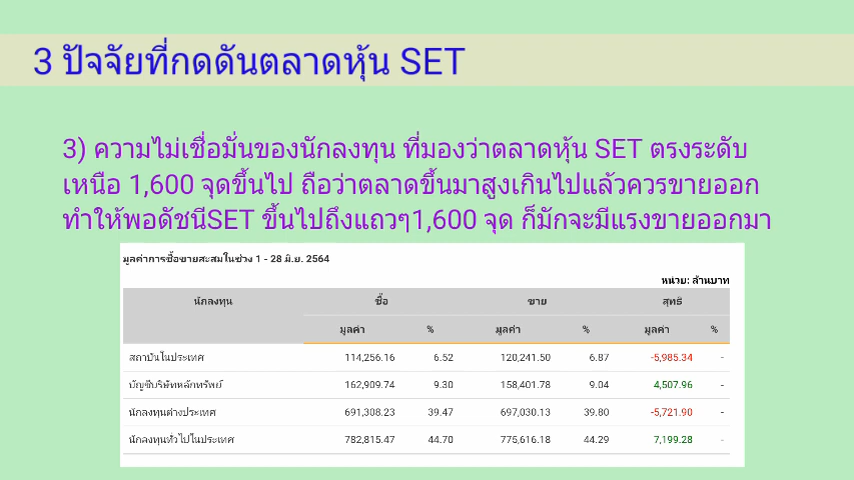 3 ปัจจัยที่กดดันตลาดหุ้น SET
3) ความไม่เชื่อมั่นของนักลงทุน ที่มองว่าตลาดหุ้น SET ตรงระดับ
เหนือ 1,600 จุดขึ้นไป ถือว่าตลาดขึ้นมาสูงเกินไปแล้วควรขายออก
ทำให้พอดัชนีSET ขึ้นไปถึงแถวๆ1,600 จุด ก็มักจะมีแรงขายออกมา
มูลค่าการซื้อขายสะสมในช่วง 1 - 28 มิ.ย. 2564
หน่วย: ล้านบาท
นักลงทุน ซื้อ ขาย สุทธิ
มูลค่า % มูลค่า % มูลค่า %
สถาบันในประเทศ 114,256.16 6.52 120,241.50 6.87 -5,985.34 -
บัญชีบริษัทหลักทรัพย์ 162,909.74 9.30 158,401.78 9.04 4,507.96 -
นักลงทุนต่างประเทศ 691,308.23 39.47 697,030.13 39.80 -5,721.90 -
นักลงทุนทั่วไปในประเทศ 782,815.47 44.70 775,616.18 44.29 7,199.28 -